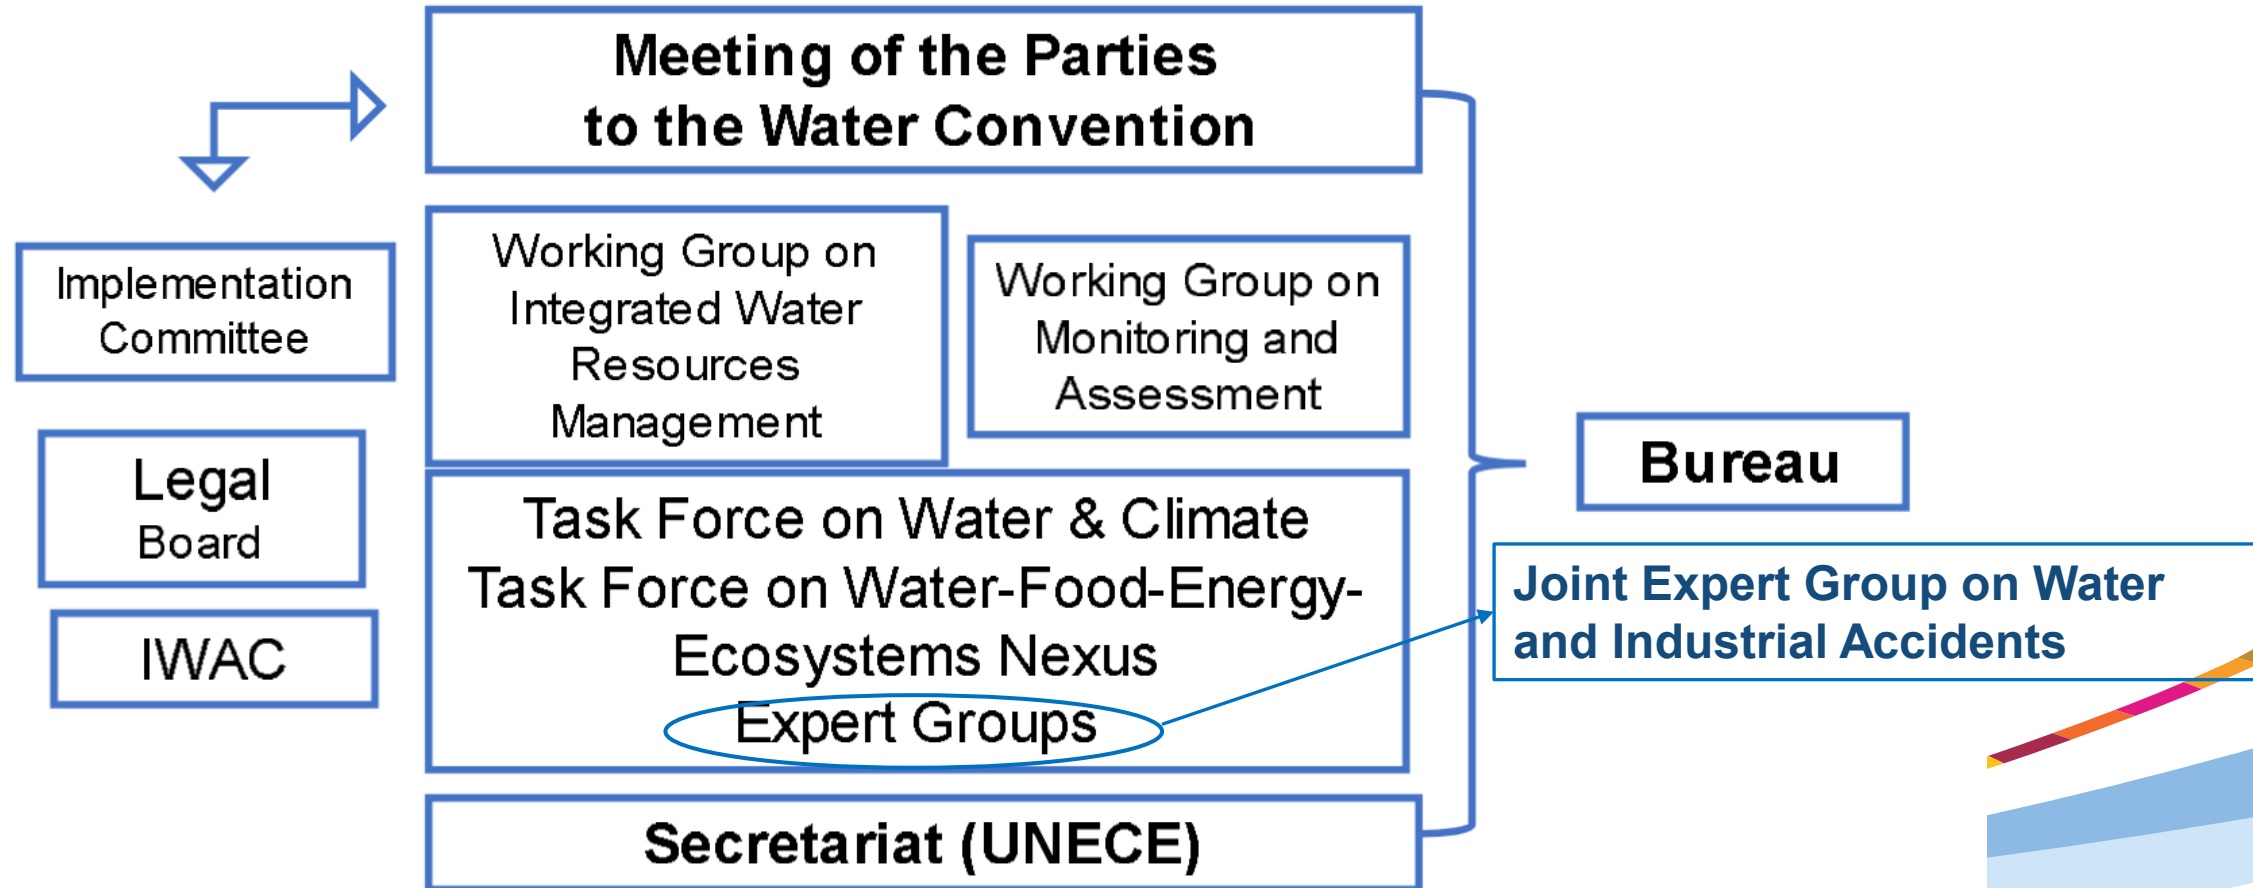 Meeting of the Parties
to the Water Convention
Implementation
Committee
Working Group on
Integrated Water
Resources
Management
Working Group on
Monitoring and
Assessment
Legal
Board
IWAC
Task Force on Water & Climate
Task Force on Water-Food-Energy-
Ecosystems Nexus
Expert Groups
Secretariat (UNECE)
Bureau
Joint Expert Group on Water
and Industrial Accidents